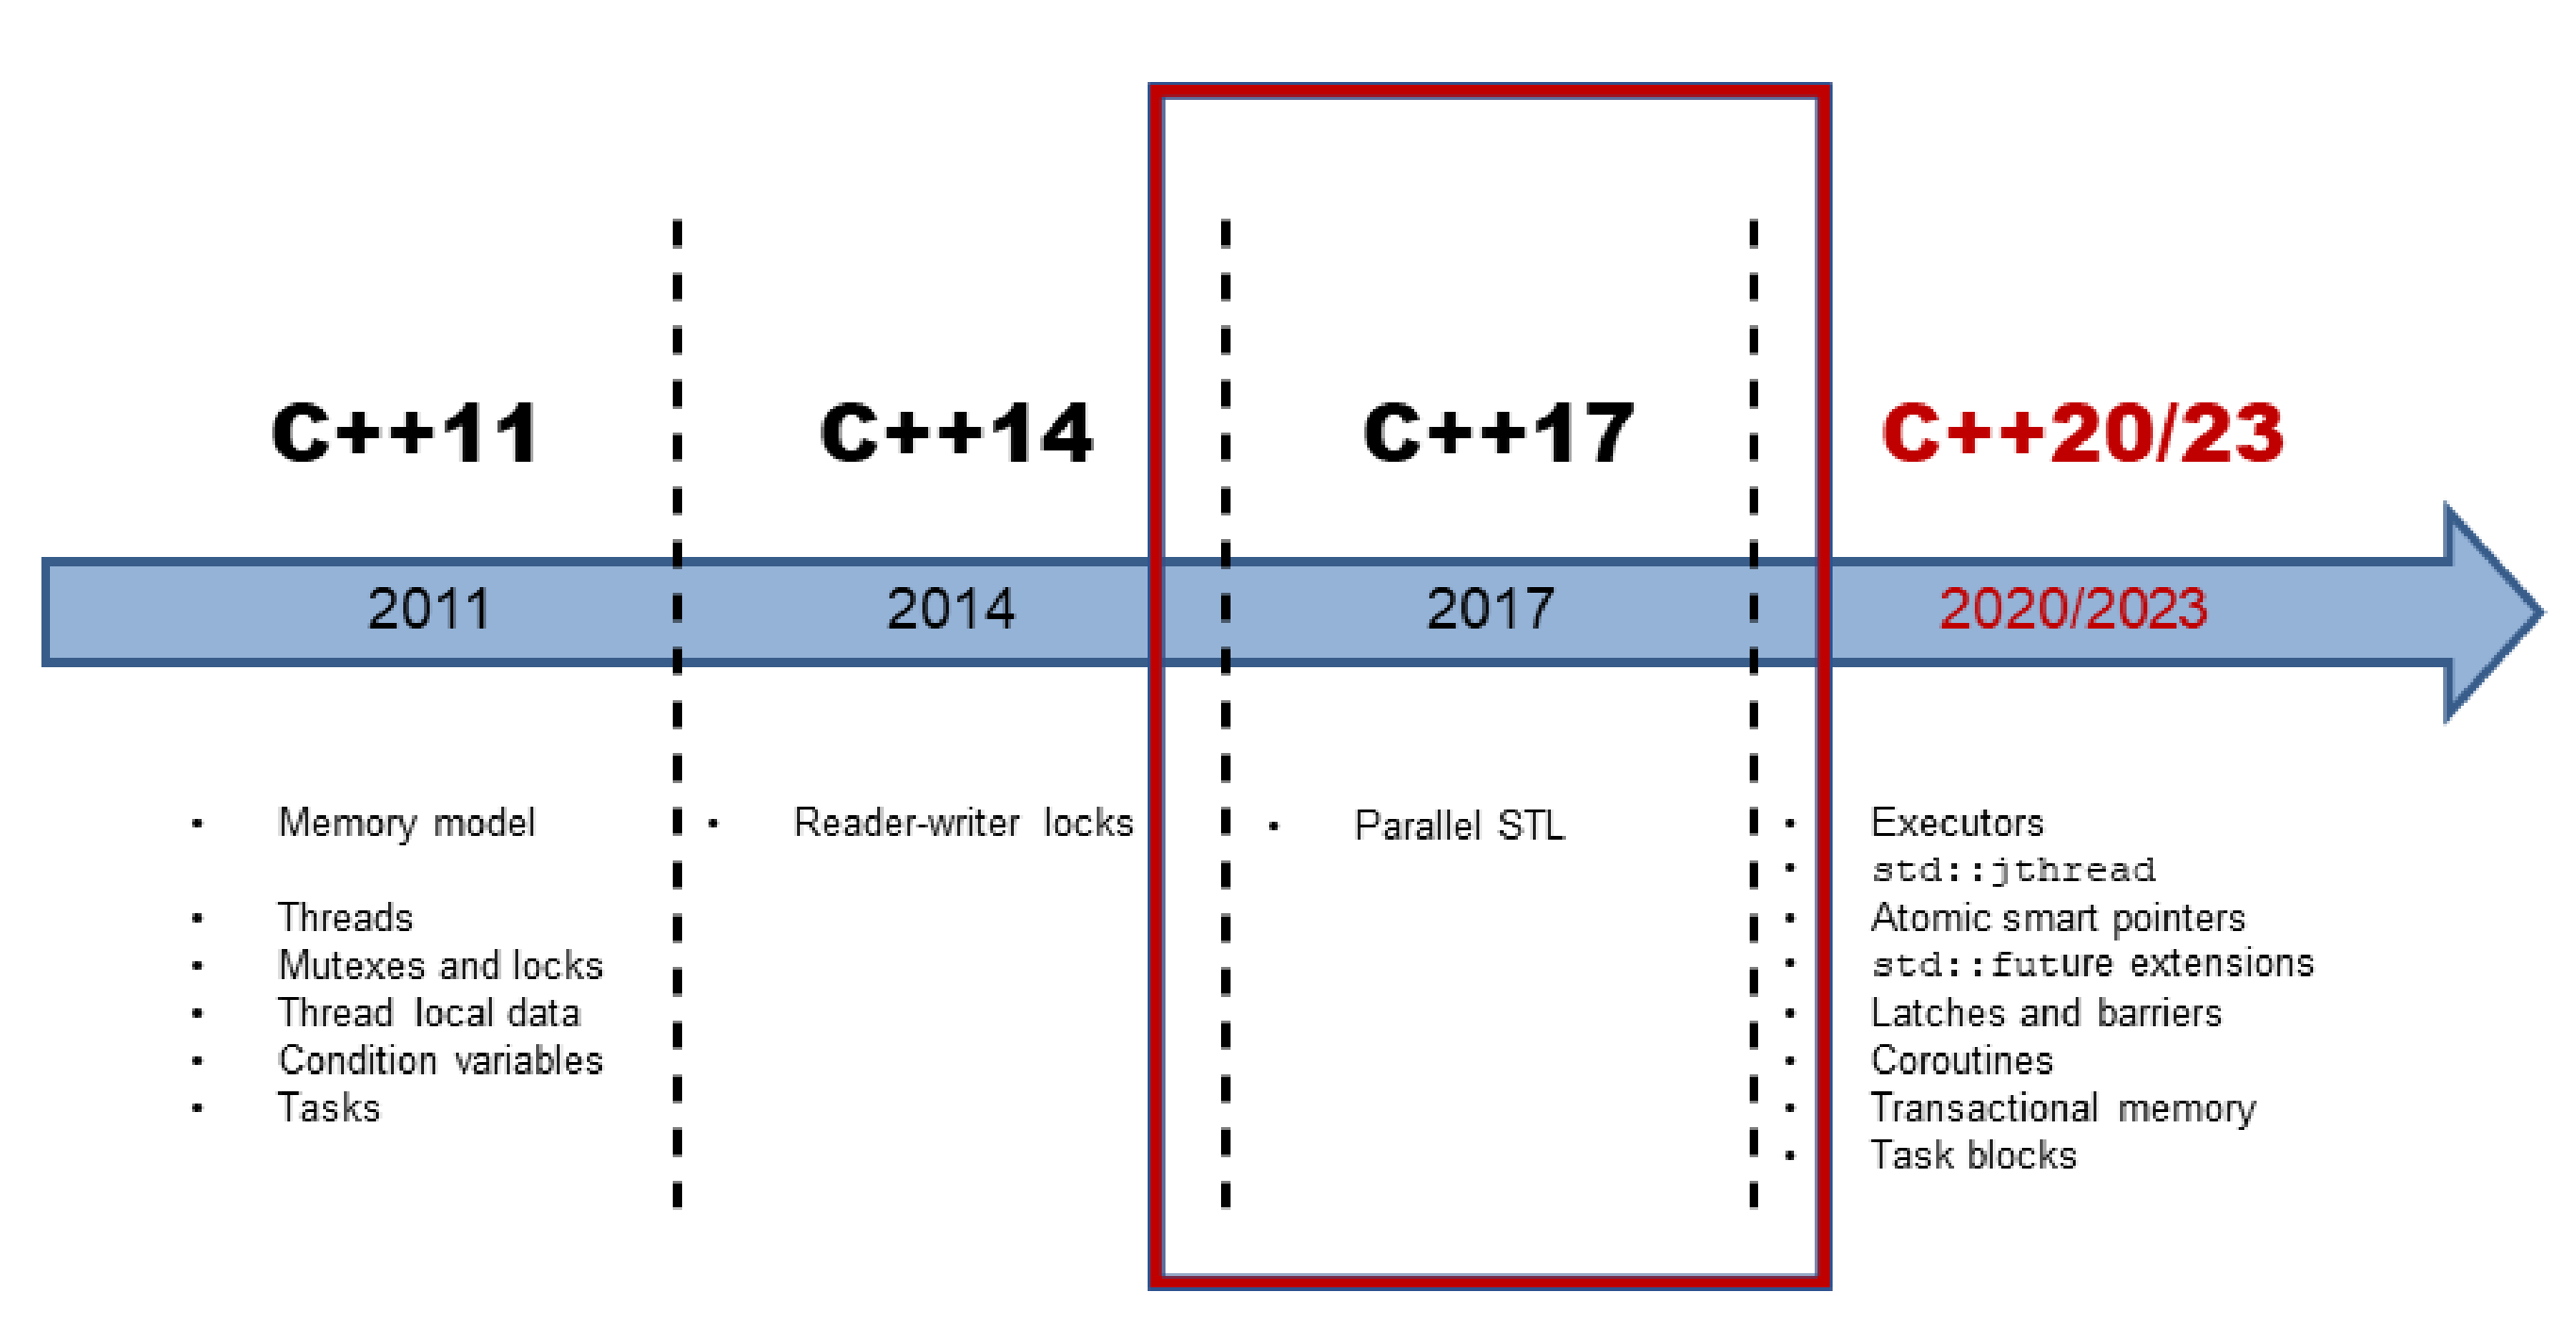 C++11
C++14
C++17
C++20/23
2011
2014
2017
2020/2023
• Memory model
• Threads
• Mutexes and locks
• Thread local data
• Condition variables
• Tasks
• Reader-writer locks
• Parallel STL
• Executors
• std::jthread
• Atomic smart pointers
• std::future extensions
• Latches and barriers
• Coroutines
• Transactional memory
• Task blocks